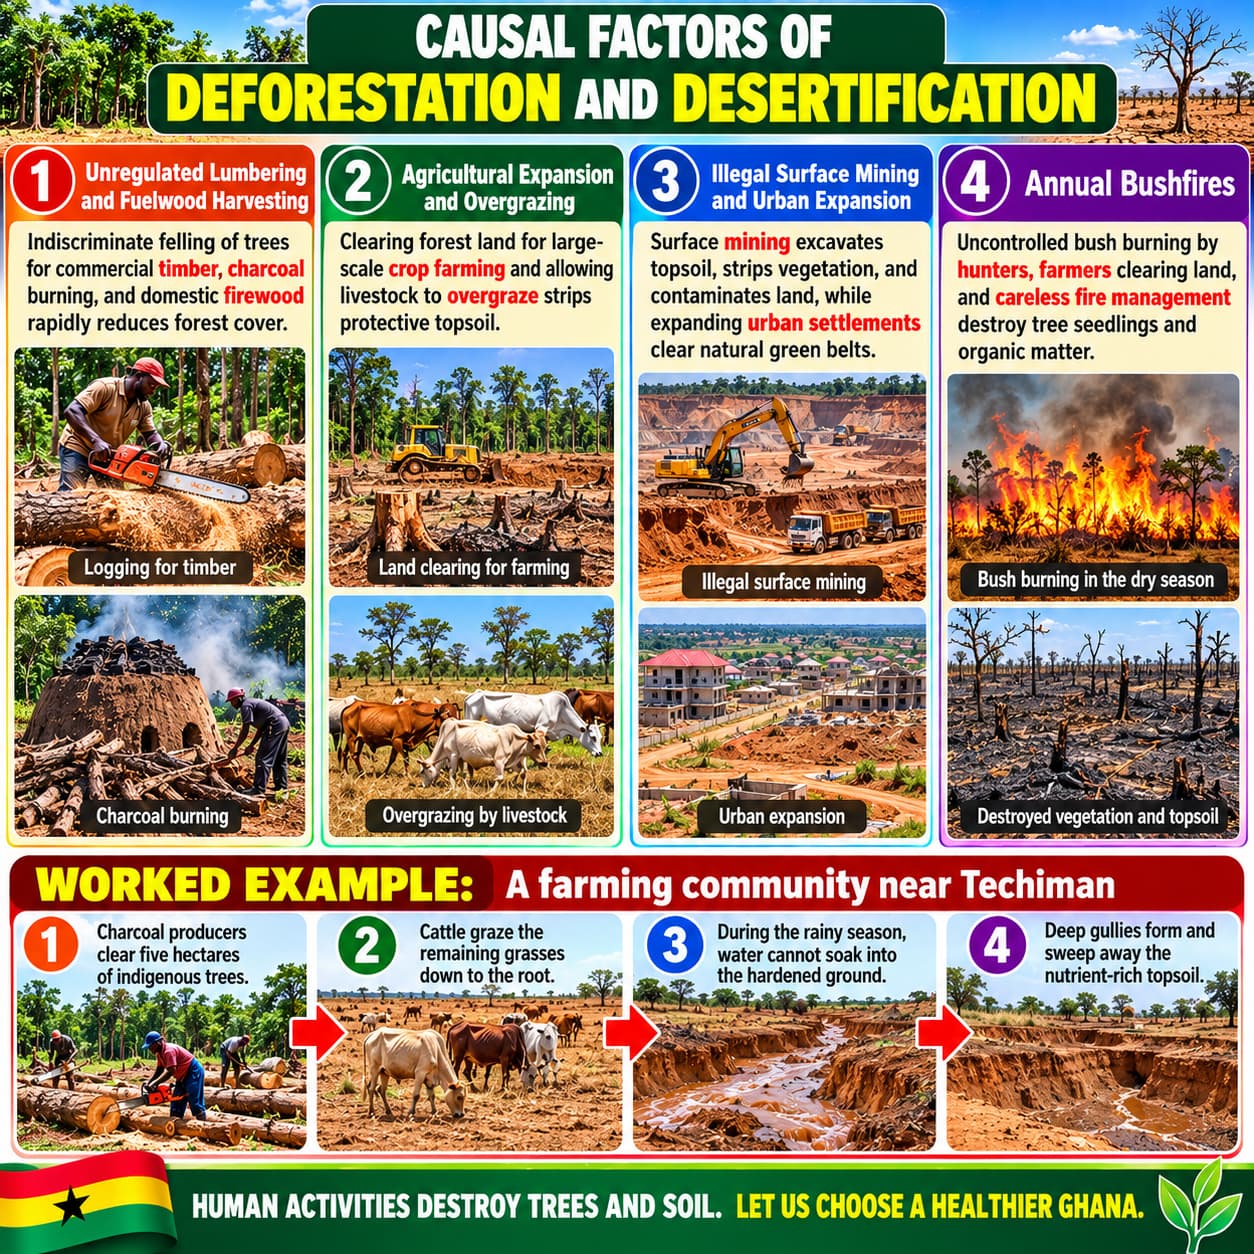 CAUSAL FACTORS OF
DEFORESTATION AND DESERTIFICATION
1
Unregulated Lumbering
and Fuelwood Harvesting
Indiscriminate felling of trees
for commercial timber, charcoal
burning, and domestic firewood
rapidly reduces forest cover.
Logging for timber
Charcoal burning
2
Agricultural Expansion
and Overgrazing
Clearing forest land for large-
scale crop farming and allowing
livestock to overgraze strips
protective topsoil.
Land clearing for farming
Overgrazing by livestock
3
Illegal Surface Mining
and Urban Expansion
Surface mining excavates
topsoil, strips vegetation, and
contaminates land, while
expanding urban settlements
clear natural green belts.
Illegal surface mining
Urban expansion
4
Annual Bushfires
Uncontrolled bush burning by
hunters, farmers clearing land,
and careless fire management
destroy tree seedlings and
organic matter.
Bush burning in the dry season
Destroyed vegetation and topsoil
WORKED EXAMPLE: A farming community near Techiman
1
Charcoal producers
clear five hectares
of indigenous trees.
2
Cattle graze the
remaining grasses
down to the root.
3
During the rainy season,
water cannot soak into
the hardened ground.
4
Deep gullies form and
sweep away the
nutrient-rich topsoil.
HUMAN ACTIVITIES DESTROY TREES AND SOIL. LET US CHOOSE A HEALTHIER GHANA.